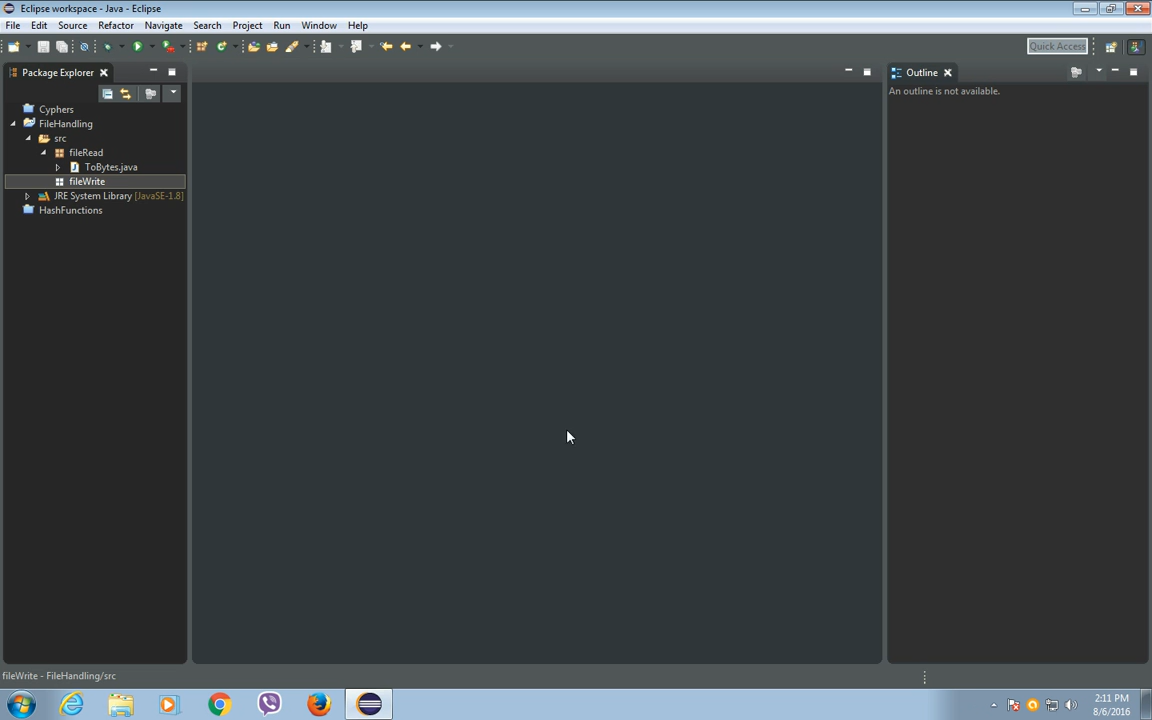 Eclipse workspace - Java - Eclipse
File Edit Source Refactor Navigate Search Project Run Window Help
Quick Access
Package Explorer
Outline
An outline is not available.
Cyphers
FileHandling
src
fileRead
ToBytes.java
fileWrite
JRE System Library [JavaSE-1.8]
HashFunctions
fileWrite - FileHandling/src
2:11 PM
8/6/2016